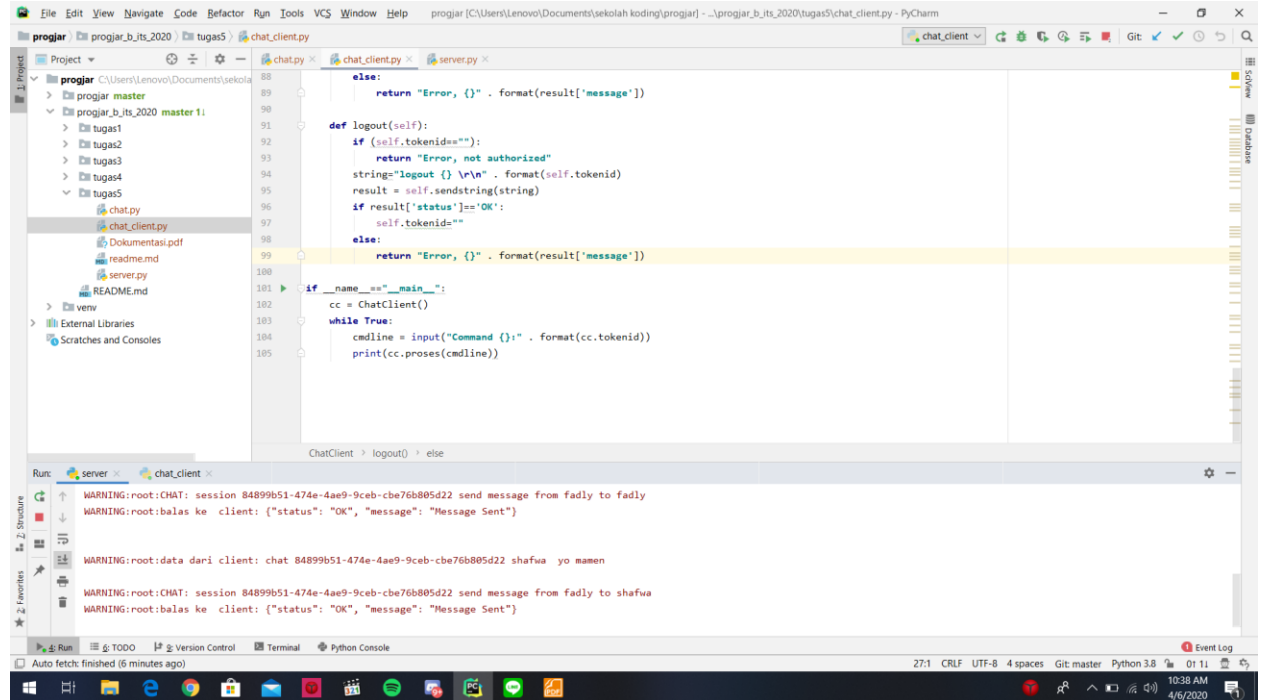 File Edit View Navigate Code Refactor Run Tools VCS Window Help progjar [C:\Users\Lenovo\Documents\sekolah koding\progjar] - ...\progjar_b_its_2020\tugas5\chat_client.py - PyCharm
progjar progjar_b_its_2020 tugas5 chat_client.py chat_client Git:
Project chat.py chat_client.py server.py
1: Project
progjar C:\Users\Lenovo\Documents\sekola
progjar master
progjar_b_its_2020 master 1↓
tugas1
tugas2
tugas3
tugas4
tugas5
chat.py
chat_client.py
Dokumentasi.pdf
readme.md
server.py
README.md
venv
External Libraries
Scratches and Consoles
88 else:
89 return "Error, {}" . format(result['message'])
90
91 def logout(self):
92 if (self.tokenid==""):
93 return "Error, not authorized"
94 string="logout {} \r\n" . format(self.tokenid)
95 result = self.sendstring(string)
96 if result['status']=='OK':
97 self.tokenid=""
98 else:
99 return "Error, {}" . format(result['message'])
100
101 if __name__=="__main__":
102 cc = ChatClient()
103 while True:
104 cmdline = input("Command {}:" . format(cc.tokenid))
105 print(cc.proses(cmdline))
ChatClient logout() else
SciView
Database
Run: server chat_client
WARNING:root:CHAT: session 84899b51-474e-4ae9-9ceb-cbe76b805d22 send message from fadly to fadly
WARNING:root:balas ke client: {"status": "OK", "message": "Message Sent"}
WARNING:root:data dari client: chat 84899b51-474e-4ae9-9ceb-cbe76b805d22 shafwa yo mamen
WARNING:root:CHAT: session 84899b51-474e-4ae9-9ceb-cbe76b805d22 send message from fadly to shafwa
WARNING:root:balas ke client: {"status": "OK", "message": "Message Sent"}
Z: Structure
2: Favorites
4: Run 6: TODO 9: Version Control Terminal Python Console 1 Event Log
Auto fetch: finished (6 minutes ago) 27:1 CRLF UTF-8 4 spaces Git: master Python 3.8
10:38 AM
4/6/2020